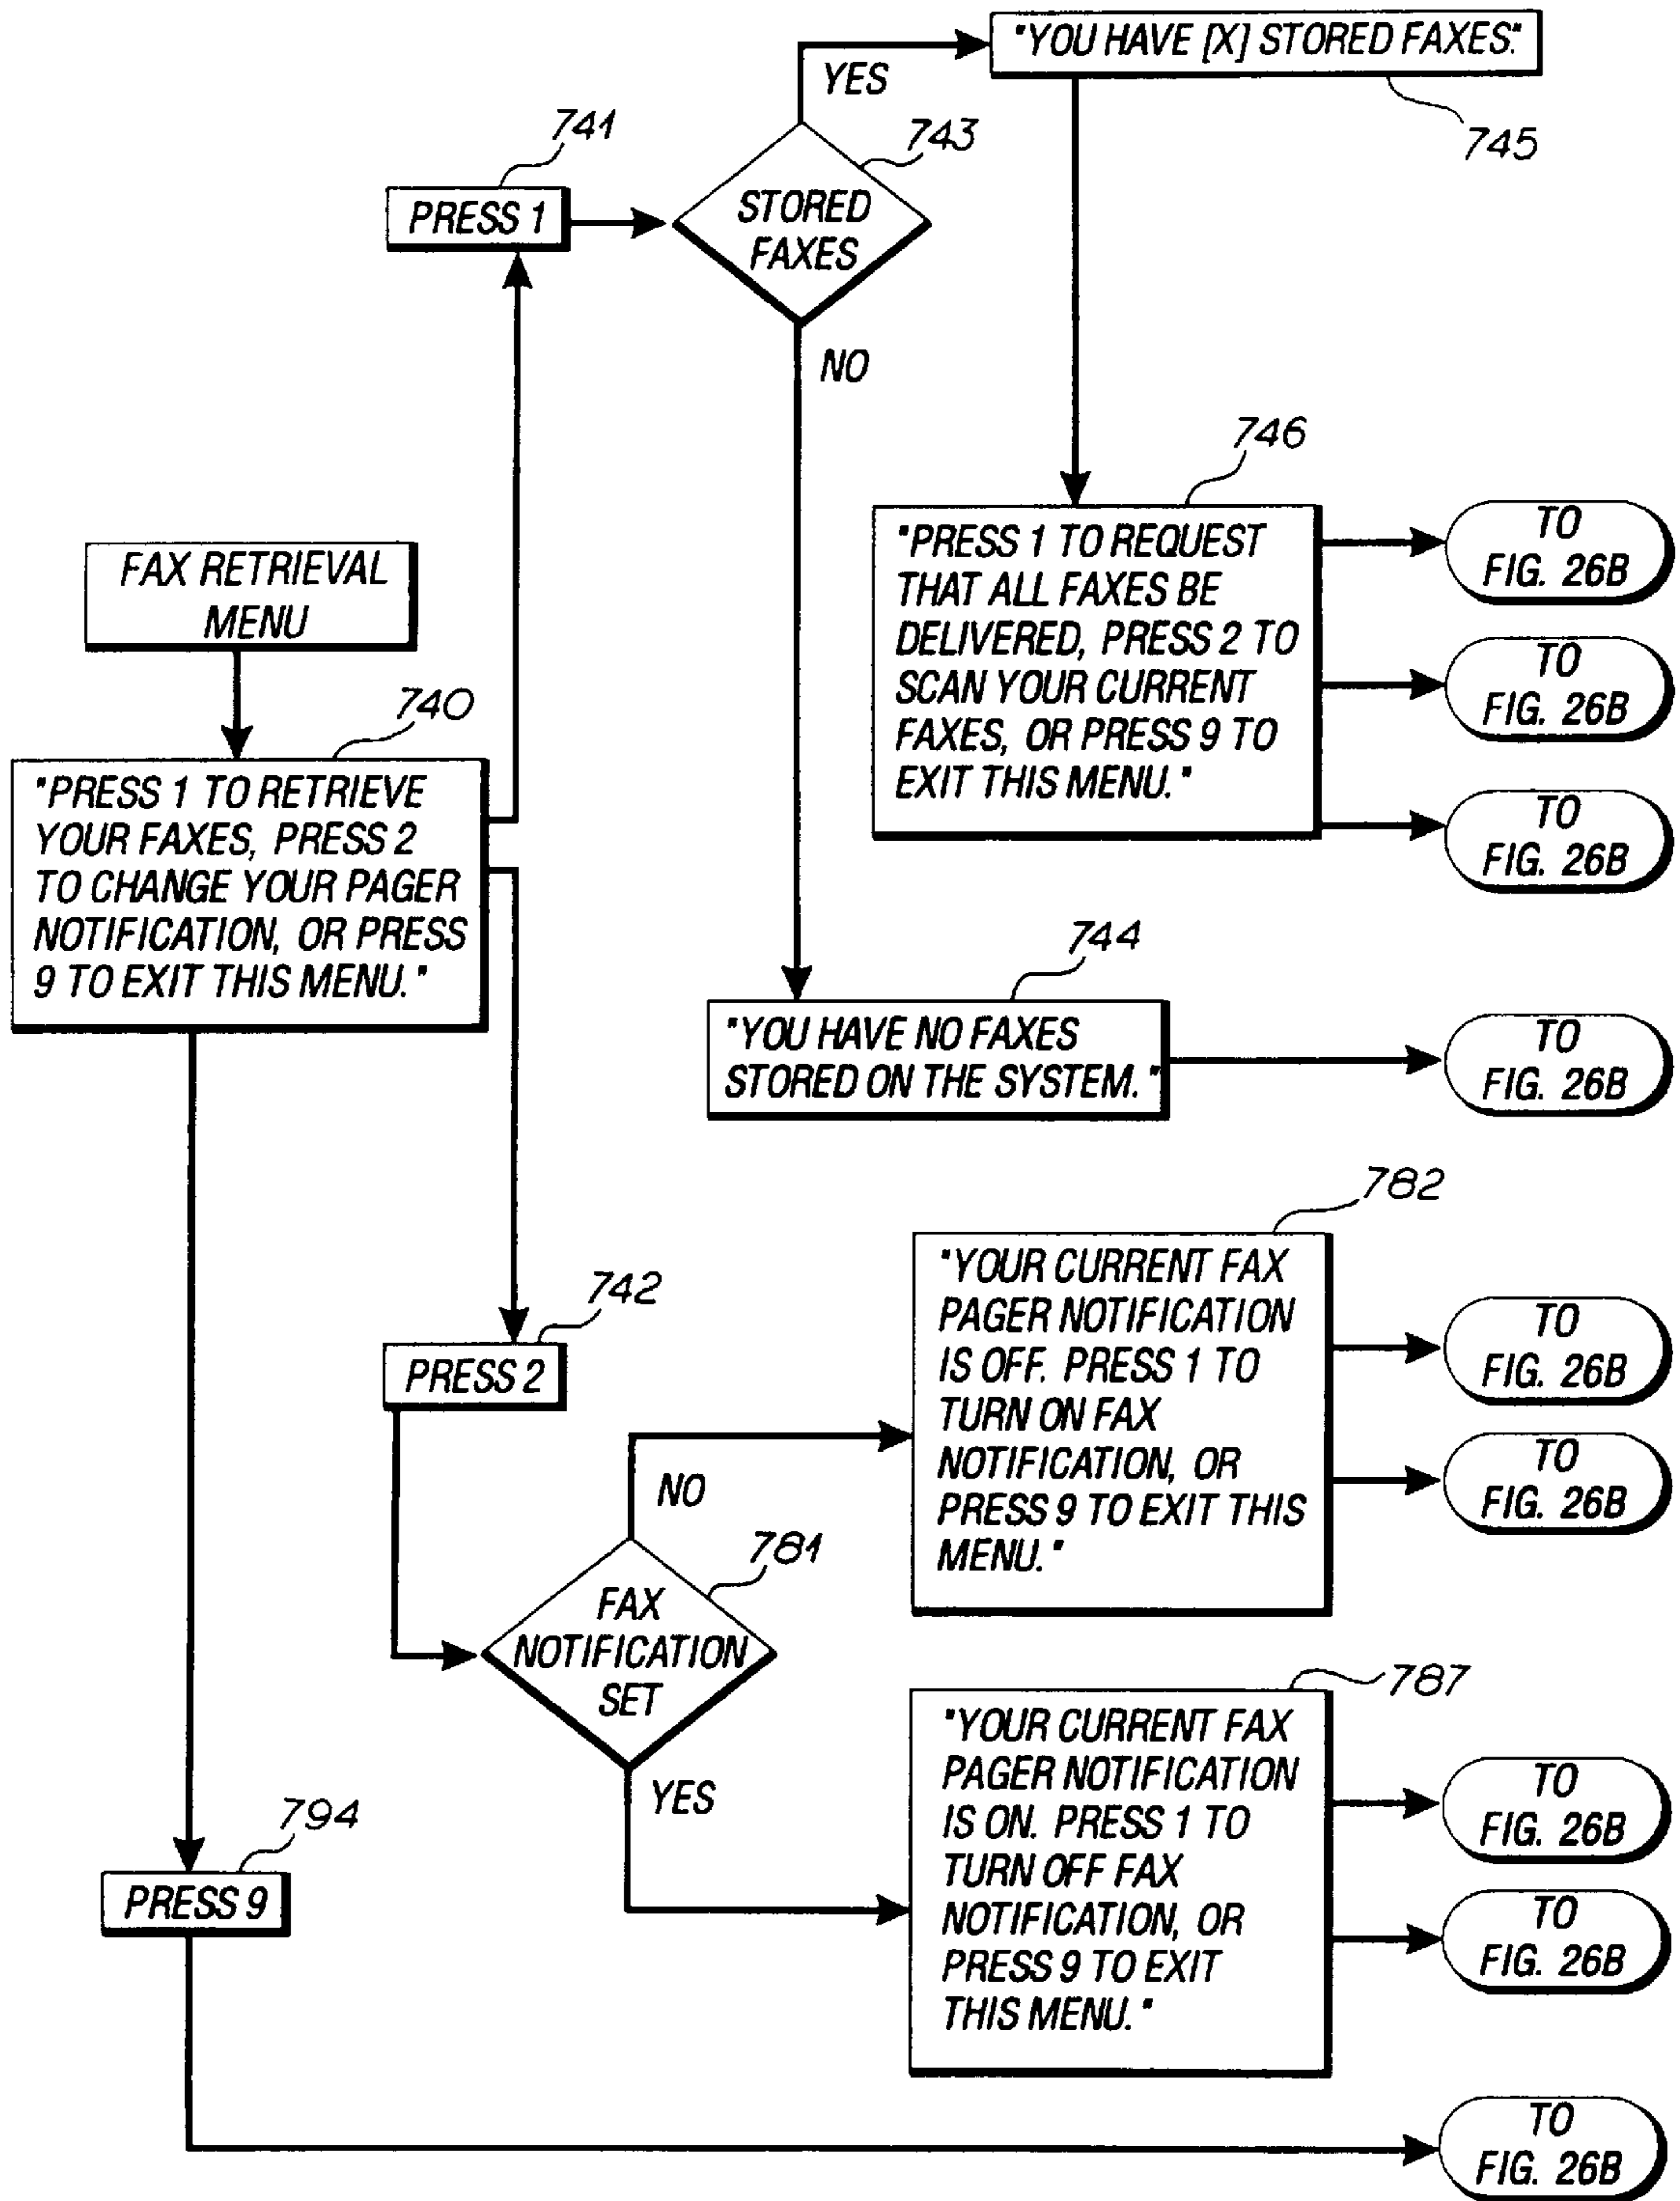 "YOU HAVE [X] STORED FAXES."
YES
745
741
743
PRESS 1
STORED
FAXES
NO
746
"PRESS 1 TO REQUEST
THAT ALL FAXES BE
DELIVERED, PRESS 2 TO
SCAN YOUR CURRENT
FAXES, OR PRESS 9 TO
EXIT THIS MENU."
TO
FIG. 26B
TO
FIG. 26B
TO
FIG. 26B
FAX RETRIEVAL
MENU
740
"PRESS 1 TO RETRIEVE
YOUR FAXES, PRESS 2
TO CHANGE YOUR PAGER
NOTIFICATION, OR PRESS
9 TO EXIT THIS MENU."
744
"YOU HAVE NO FAXES
STORED ON THE SYSTEM."
TO
FIG. 26B
782
"YOUR CURRENT FAX
PAGER NOTIFICATION
IS OFF. PRESS 1 TO
TURN ON FAX
NOTIFICATION, OR
PRESS 9 TO EXIT THIS
MENU."
TO
FIG. 26B
TO
FIG. 26B
742
PRESS 2
NO
781
FAX
NOTIFICATION
SET
YES
787
"YOUR CURRENT FAX
PAGER NOTIFICATION
IS ON. PRESS 1 TO
TURN OFF FAX
NOTIFICATION, OR
PRESS 9 TO EXIT
THIS MENU."
TO
FIG. 26B
TO
FIG. 26B
794
PRESS 9
TO
FIG. 26B